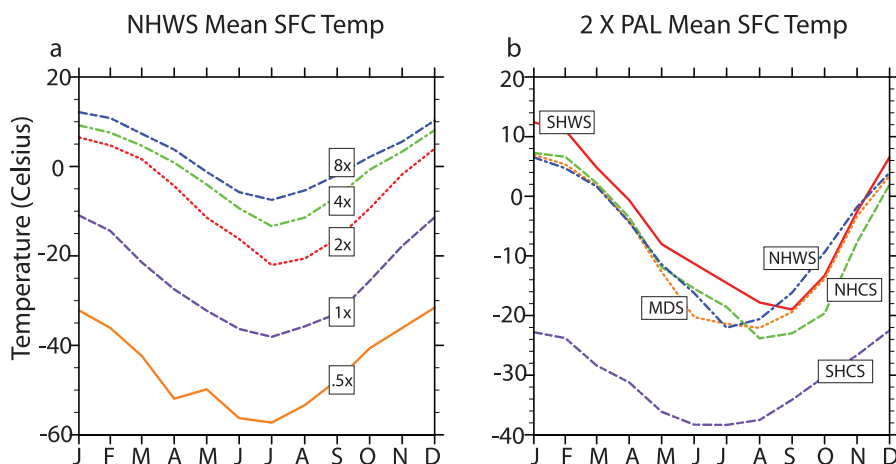 NHWS Mean SFC Temp
a
Temperature (Celsius)
20
0
-20
-40
-60
8x
4x
2x
1x
.5x
J F M A M J J A S O N D
2 X PAL Mean SFC Temp
b
20
10
0
-10
-20
-30
-40
SHWS
NHWS
MDS
NHCS
SHCS
J F M A M J J A S O N D